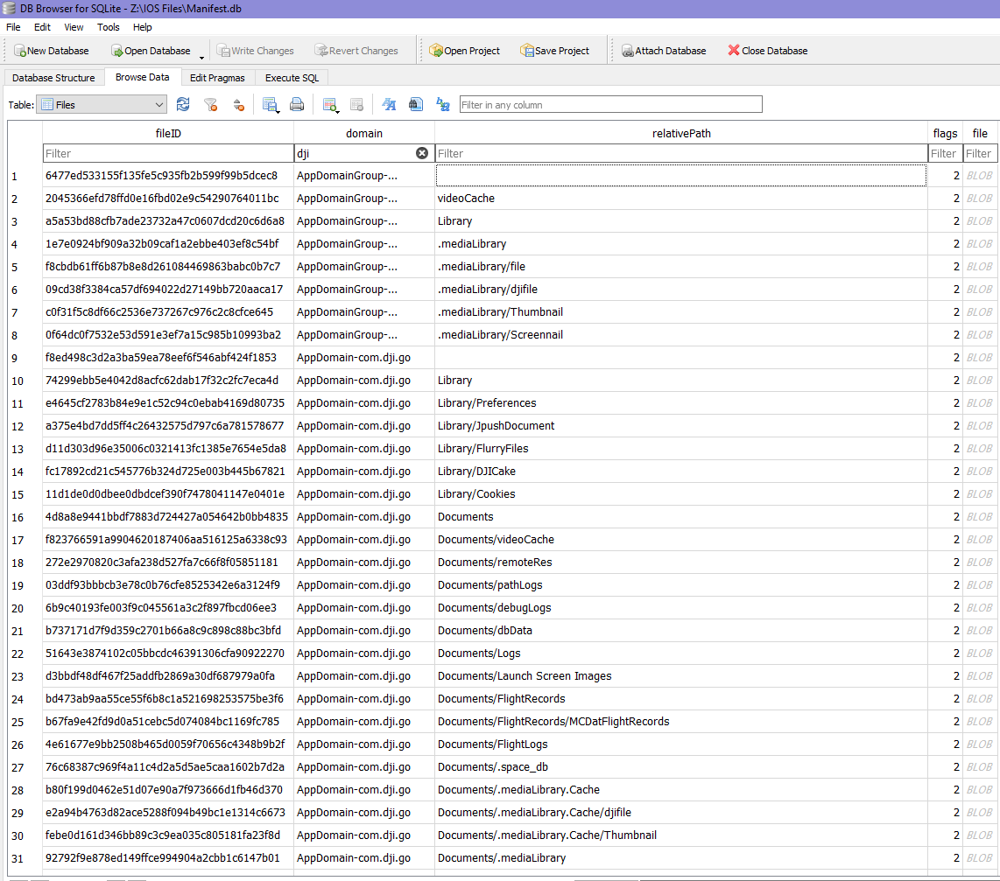 DB Browser for SQLite - Z:\IOS Files\Manifest.db
File Edit View Tools Help
New Database Open Database Write Changes Revert Changes Open Project Save Project Attach Database Close Database
Database Structure Browse Data Edit Pragmas Execute SQL
Table: Files Filter in any column
fileID domain relativePath flags file
Filter dji Filter Filter Filter
1 6477ed533155f135fe5c935fb2b599f99b5dcec8 AppDomainGroup-... 2 BLOB
2 2045366efd78ffd0e16fbd02e9c54290764011bc AppDomainGroup-... videoCache 2 BLOB
3 a5a53bd88cfb7ade23732a47c0607dcd20c6d6a8 AppDomainGroup-... Library 2 BLOB
4 1e7e0924bf909a32b09caf1a2ebbe403ef8c54bf AppDomainGroup-... .mediaLibrary 2 BLOB
5 f8cbdb61ff6b87b8e8d261084469863babc0b7c7 AppDomainGroup-... .mediaLibrary/file 2 BLOB
6 09cd38f3384ca57df694022d27149bb720aaca17 AppDomainGroup-... .mediaLibrary/djifile 2 BLOB
7 c0f31f5c8df66c2536e737267c976c2c8cfce645 AppDomainGroup-... .mediaLibrary/Thumbnail 2 BLOB
8 0f64dc0f7532e53d591e3ef7a15c985b10993ba2 AppDomainGroup-... .mediaLibrary/Screennail 2 BLOB
9 f8ed498c3d2a3ba59ea78eef6f546abf424f1853 AppDomain-com.dji.go 2 BLOB
10 74299ebb5e4042d8acfc62dab17f32c2fc7eca4d AppDomain-com.dji.go Library 2 BLOB
11 e4645cf2783b84e9e1c52c94c0ebab4169d80735 AppDomain-com.dji.go Library/Preferences 2 BLOB
12 a375e4bd7dd5ff4c26432575d797c6a781578677 AppDomain-com.dji.go Library/JpushDocument 2 BLOB
13 d11d303d96e35006c0321413fc1385e7654e5da8 AppDomain-com.dji.go Library/FlurryFiles 2 BLOB
14 fc17892cd21c545776b324d725e003b445b67821 AppDomain-com.dji.go Library/DJICake 2 BLOB
15 11d1de0d0dbee0dbdcef390f7478041147e0401e AppDomain-com.dji.go Library/Cookies 2 BLOB
16 4d8a8e9441bbdf7883d724427a054642b0bb4835 AppDomain-com.dji.go Documents 2 BLOB
17 f823766591a9904620187406aa516125a6338c93 AppDomain-com.dji.go Documents/videoCache 2 BLOB
18 272e2970820c3afa238d527fa7c66f8f05851181 AppDomain-com.dji.go Documents/remoteRes 2 BLOB
19 03ddf93bbbcb3e78c0b76cfe8525342e6a3124f9 AppDomain-com.dji.go Documents/pathLogs 2 BLOB
20 6b9c40193fe003f9c045561a3c2f897fbcd06ee3 AppDomain-com.dji.go Documents/debugLogs 2 BLOB
21 b737171d7f9d359c2701b66a8c9c898c88bc3bfd AppDomain-com.dji.go Documents/dbData 2 BLOB
22 51643e3874102c05bbcdc46391306cfa90922270 AppDomain-com.dji.go Documents/Logs 2 BLOB
23 d3bbdf48df467f25addfb2869a30df687979a0fa AppDomain-com.dji.go Documents/Launch Screen Images 2 BLOB
24 bd473ab9aa55ce55f6b8c1a521698253575be3f6 AppDomain-com.dji.go Documents/FlightRecords 2 BLOB
25 b67fa9e42fd9d0a51cebc5d074084bc1169fc785 AppDomain-com.dji.go Documents/FlightRecords/MCDatFlightRecords 2 BLOB
26 4e61677e9bb2508b465d0059f70656c4348b9b2f AppDomain-com.dji.go Documents/FlightLogs 2 BLOB
27 76c68387c969f4a11c4d2a5d5ae5caa1602b7d2a AppDomain-com.dji.go Documents/.space_db 2 BLOB
28 b80f199d0462e51d07e90a7f973666d1fb46d370 AppDomain-com.dji.go Documents/.mediaLibrary.Cache 2 BLOB
29 e2a94b4763d82ace5288f094b49bc1e1314c6673 AppDomain-com.dji.go Documents/.mediaLibrary.Cache/djifile 2 BLOB
30 febe0d161d346bb89c3c9ea035c805181fa23f8d AppDomain-com.dji.go Documents/.mediaLibrary.Cache/Thumbnail 2 BLOB
31 92792f9e878ed149ffce994904a2cbb1c6147b01 AppDomain-com.dji.go Documents/.mediaLibrary 2 BLOB